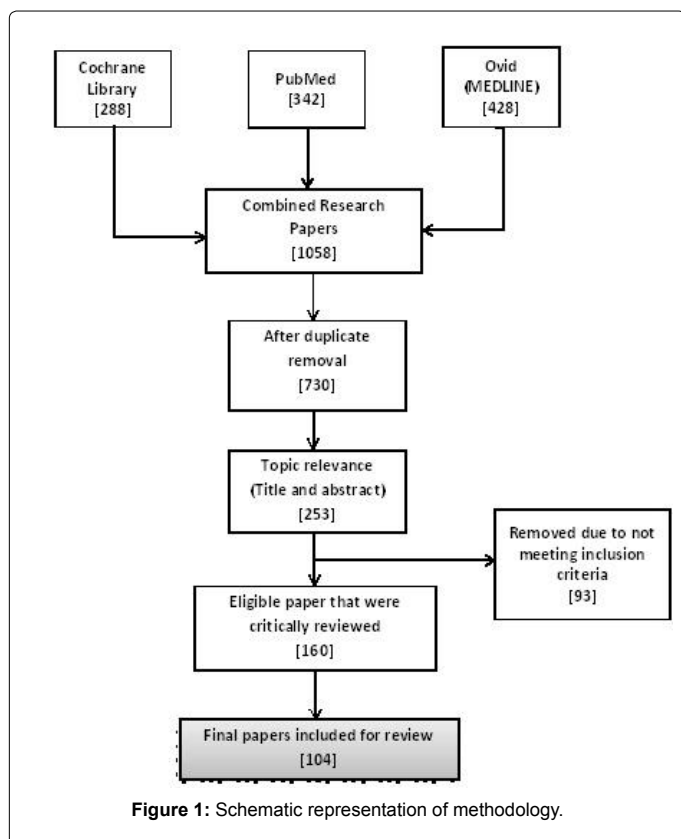 Cochrane
Library
[288]
PubMed
[342]
Ovid
(MEDLINE)
[428]
Combined Research
Papers
[1058]
After duplicate
removal
[730]
Topic relevance
(Title and abstract)
[253]
Removed due to not
meeting inclusion
criteria
[93]
Eligible paper that were
critically reviewed
[160]
Final papers included for review
[104]
Figure 1: Schematic representation of methodology.